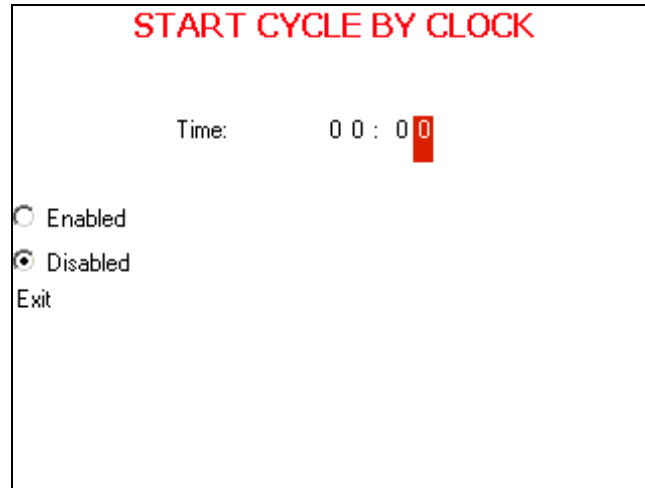 START CYCLE BY CLOCK
Time: 0 0 : 0 0
Enabled
Disabled
Exit